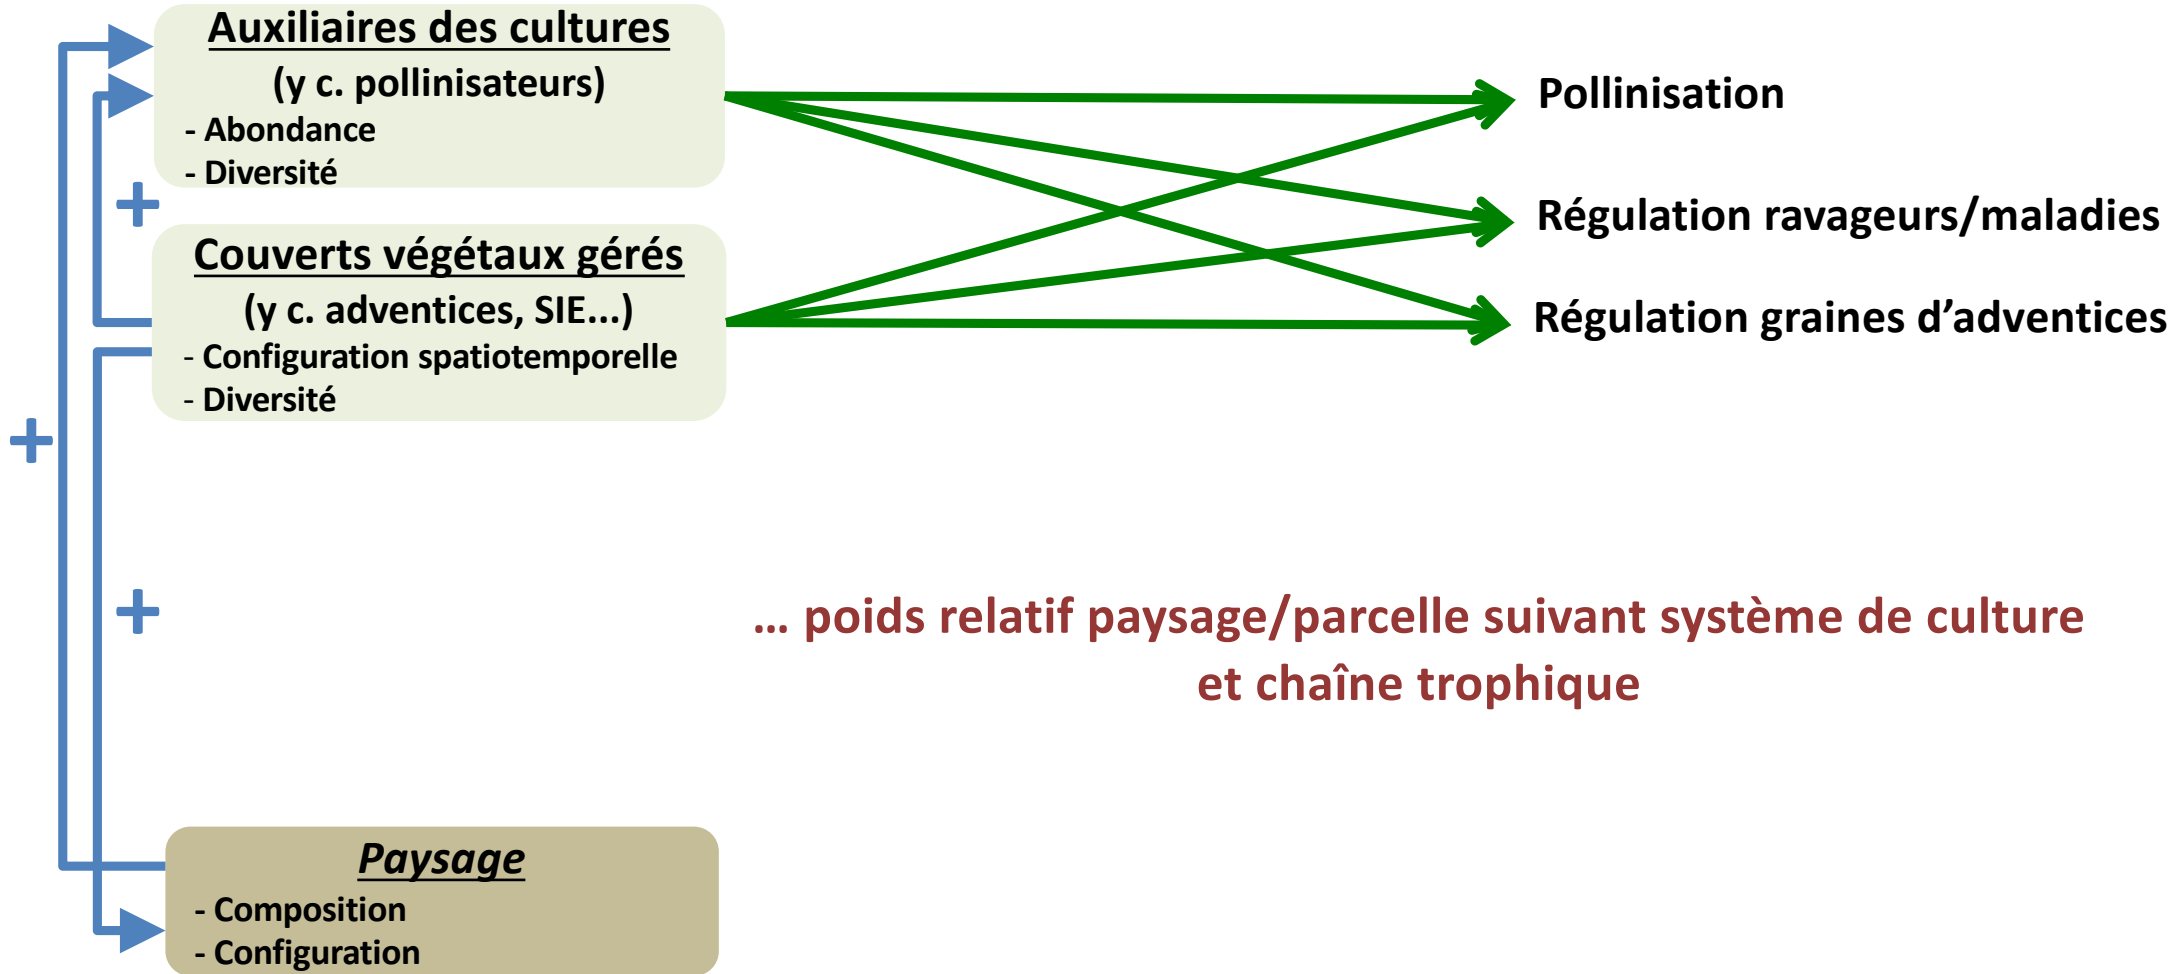 Auxiliaires des cultures
(y c. pollinisateurs)
- Abondance
- Diversité
+
Couverts végétaux gérés
(y c. adventices, SIE...)
- Configuration spatiotemporelle
- Diversité
+
+
Paysage
- Composition
- Configuration
Pollinisation
Régulation ravageurs/maladies
Régulation graines d’adventices
... poids relatif paysage/parcelle suivant système de culture
et chaîne trophique